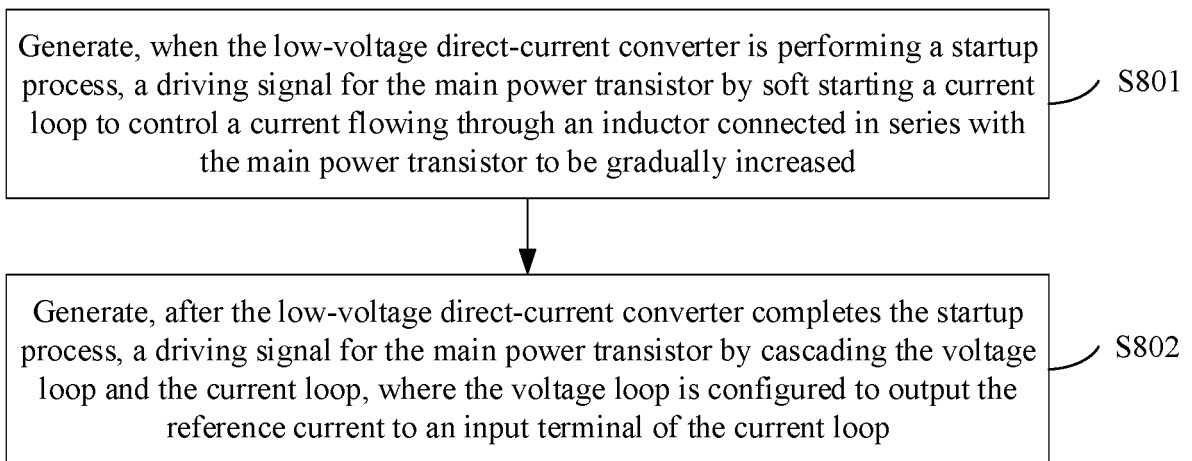 Generate, when the low-voltage direct-current converter is performing a startup
process, a driving signal for the main power transistor by soft starting a current
loop to control a current flowing through an inductor connected in series with
the main power transistor to be gradually increased
S801
Generate, after the low-voltage direct-current converter completes the startup
process, a driving signal for the main power transistor by cascading the voltage
loop and the current loop, where the voltage loop is configured to output the
reference current to an input terminal of the current loop
S802